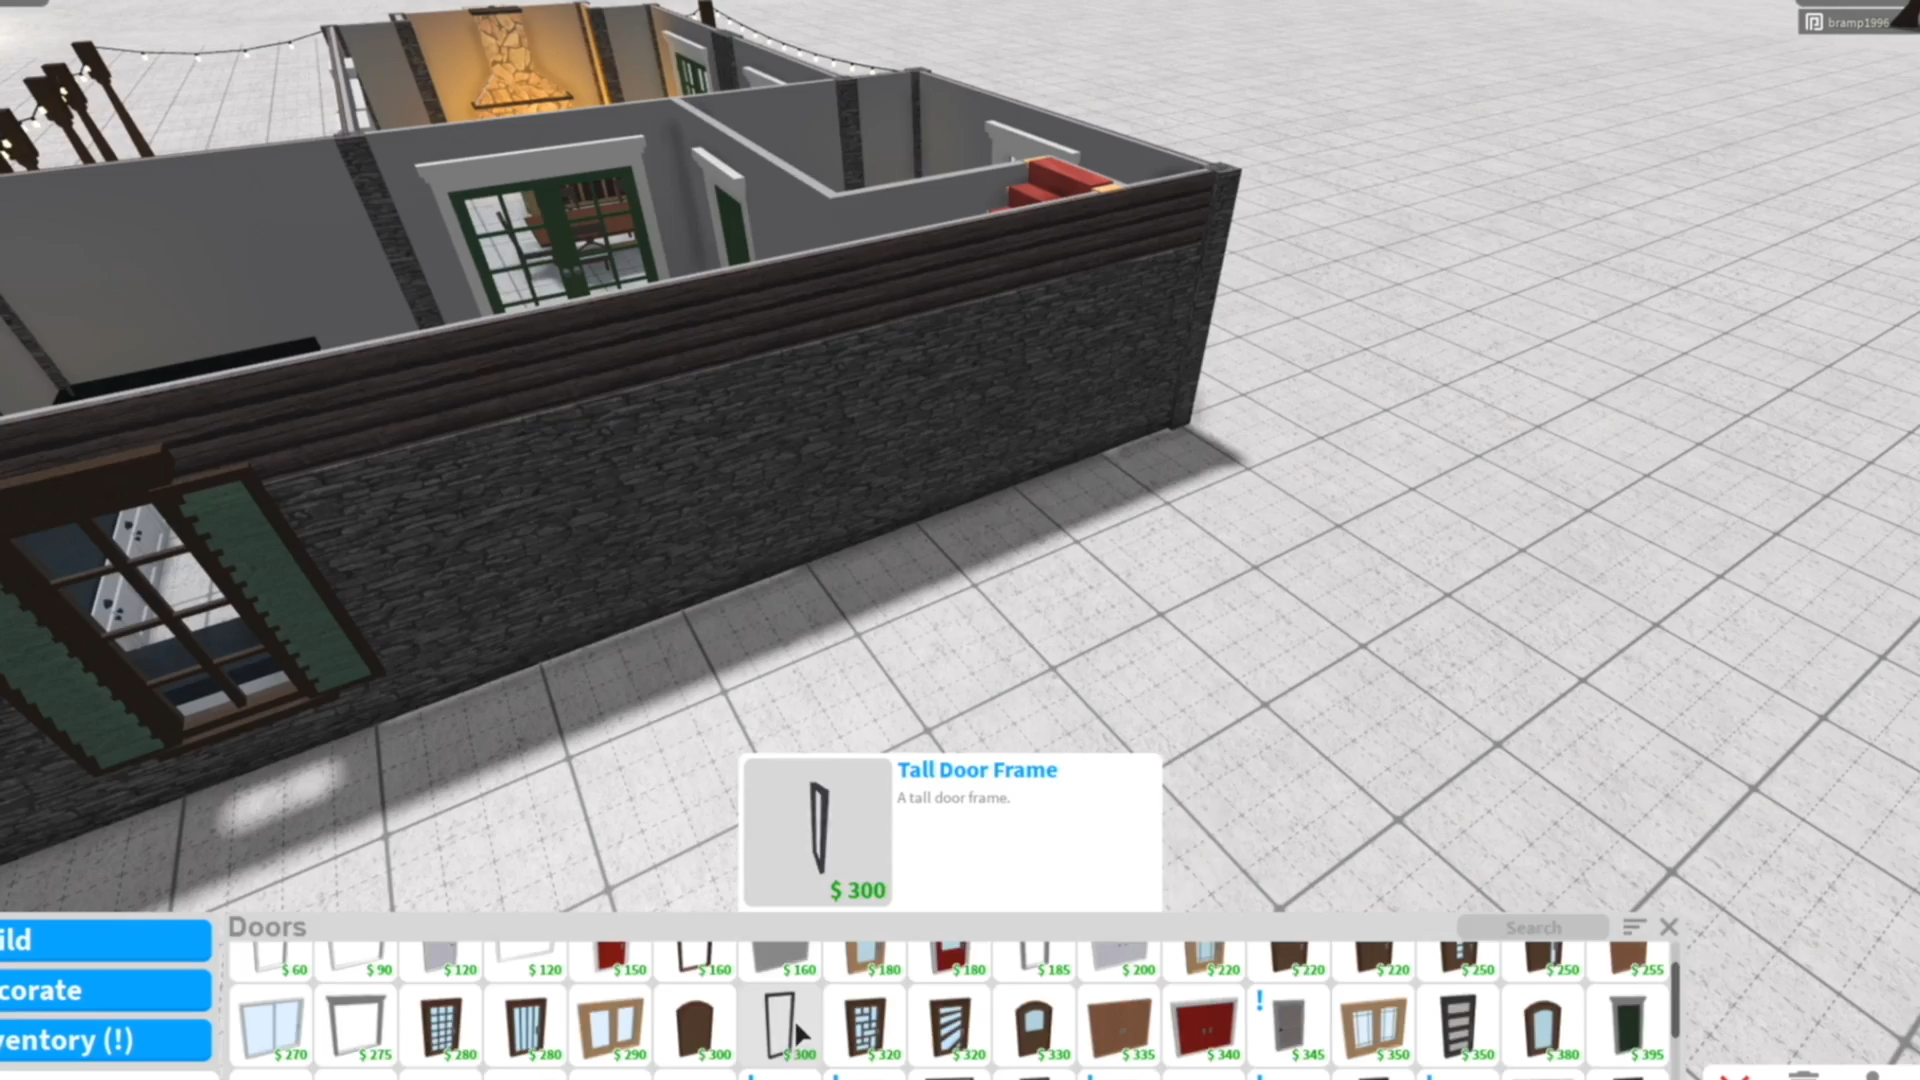 bramp1996
Tall Door Frame
A tall door frame.
$ 300
ild
corate
ventory (!)
Doors
Search
$ 60 $ 90 $ 120 $ 120 $ 150 $ 160 $ 160 $ 180 $ 180 $ 185 $ 200 $ 220 $ 220 $ 220 $ 250 $ 250 $ 255
!
$ 270 $ 275 $ 280 $ 280 $ 290 $ 300 $ 300 $ 320 $ 320 $ 330 $ 335 $ 340 $ 345 $ 350 $ 350 $ 380 $ 395